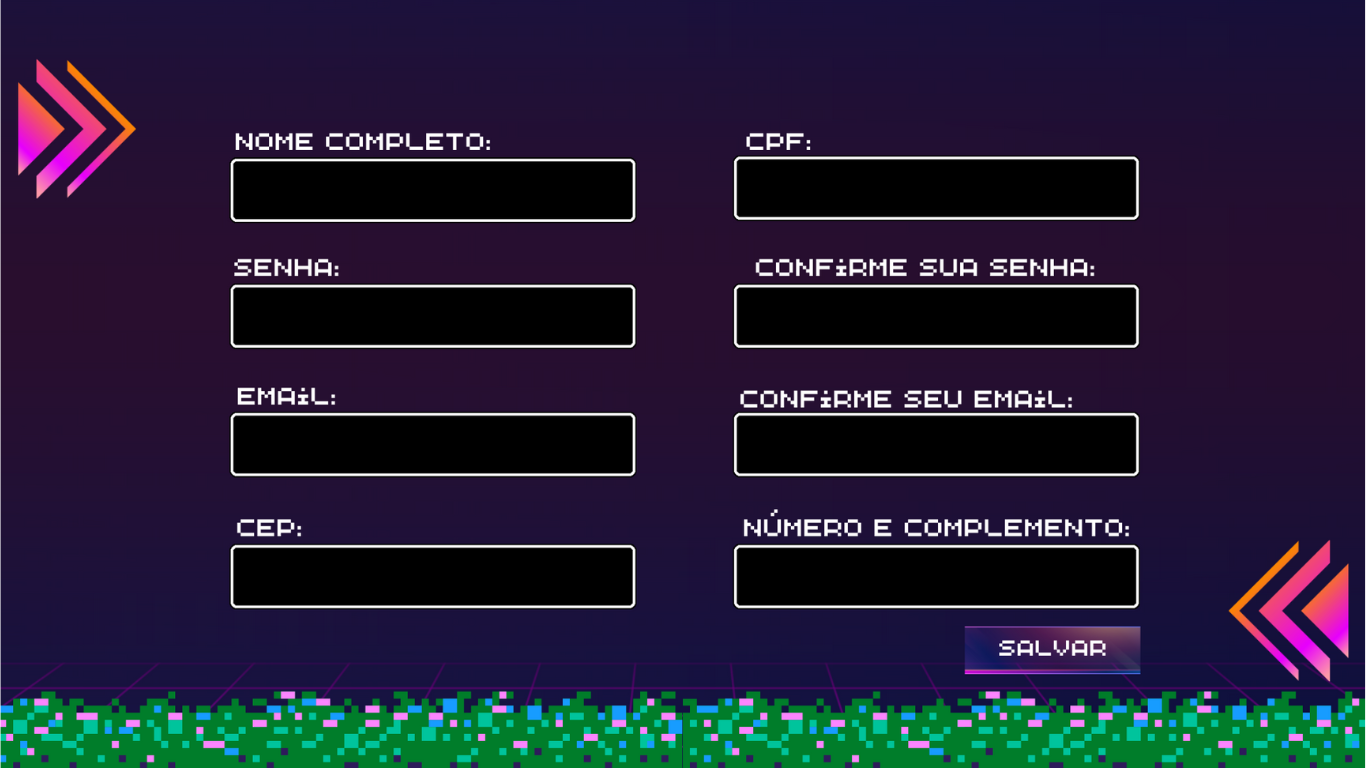 NOME COMPLETO:
CPF:
SENHA:
CONFiRME SUA SENHA:
EMAiL:
CONFiRME SEU EMAiL:
CEP:
NÚMERO E COMPLEMENTO:
SALVAR